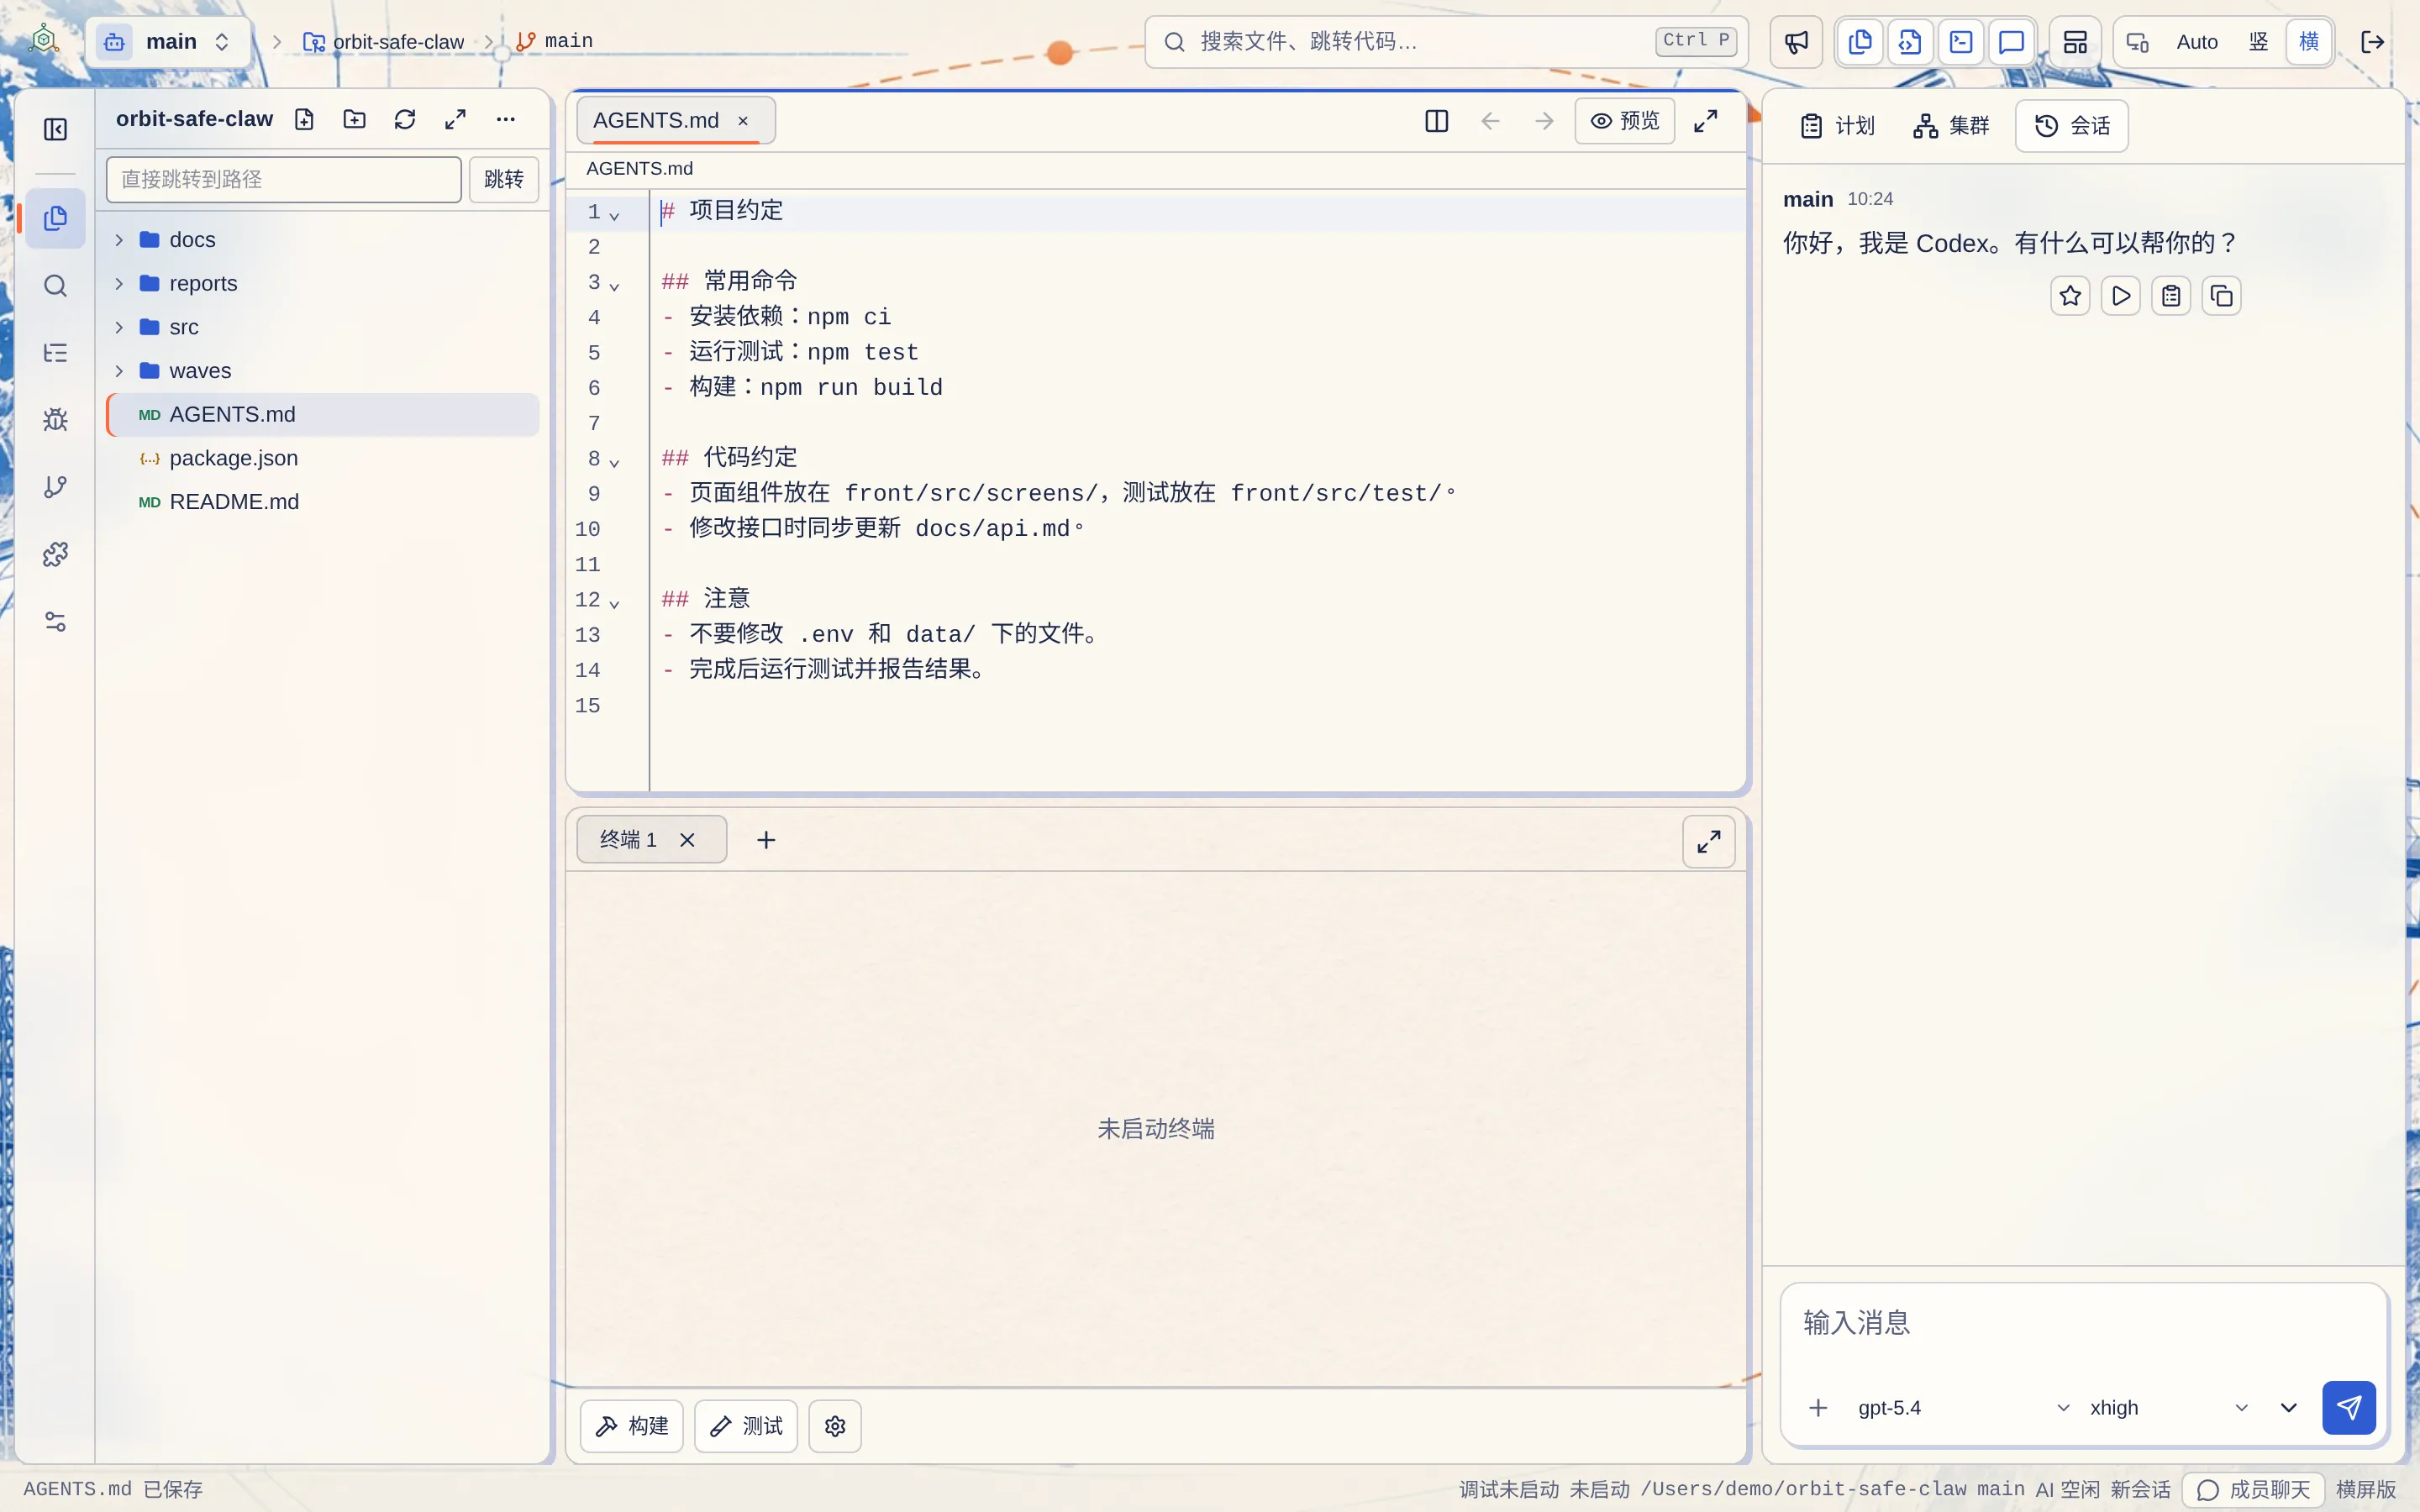 main
orbit-safe-claw
main
搜索文件、跳转代码…
Ctrl P
Auto
竖
横
orbit-safe-claw
直接跳转到路径
跳转
docs
reports
src
waves
MD AGENTS.md
{...} package.json
MD README.md
AGENTS.md
预览
AGENTS.md
1 # 项目约定
2
3 ## 常用命令
4 - 安装依赖：npm ci
5 - 运行测试：npm test
6 - 构建：npm run build
7
8 ## 代码约定
9 - 页面组件放在 front/src/screens/，测试放在 front/src/test/。
10 - 修改接口时同步更新 docs/api.md。
11
12 ## 注意
13 - 不要修改 .env 和 data/ 下的文件。
14 - 完成后运行测试并报告结果。
15
终端 1
未启动终端
构建
测试
计划
集群
会话
main 10:24
你好，我是 Codex。有什么可以帮你的？
输入消息
gpt-5.4
xhigh
AGENTS.md 已保存
调试未启动 未启动 /Users/demo/orbit-safe-claw main AI 空闲 新会话
成员聊天
横屏版